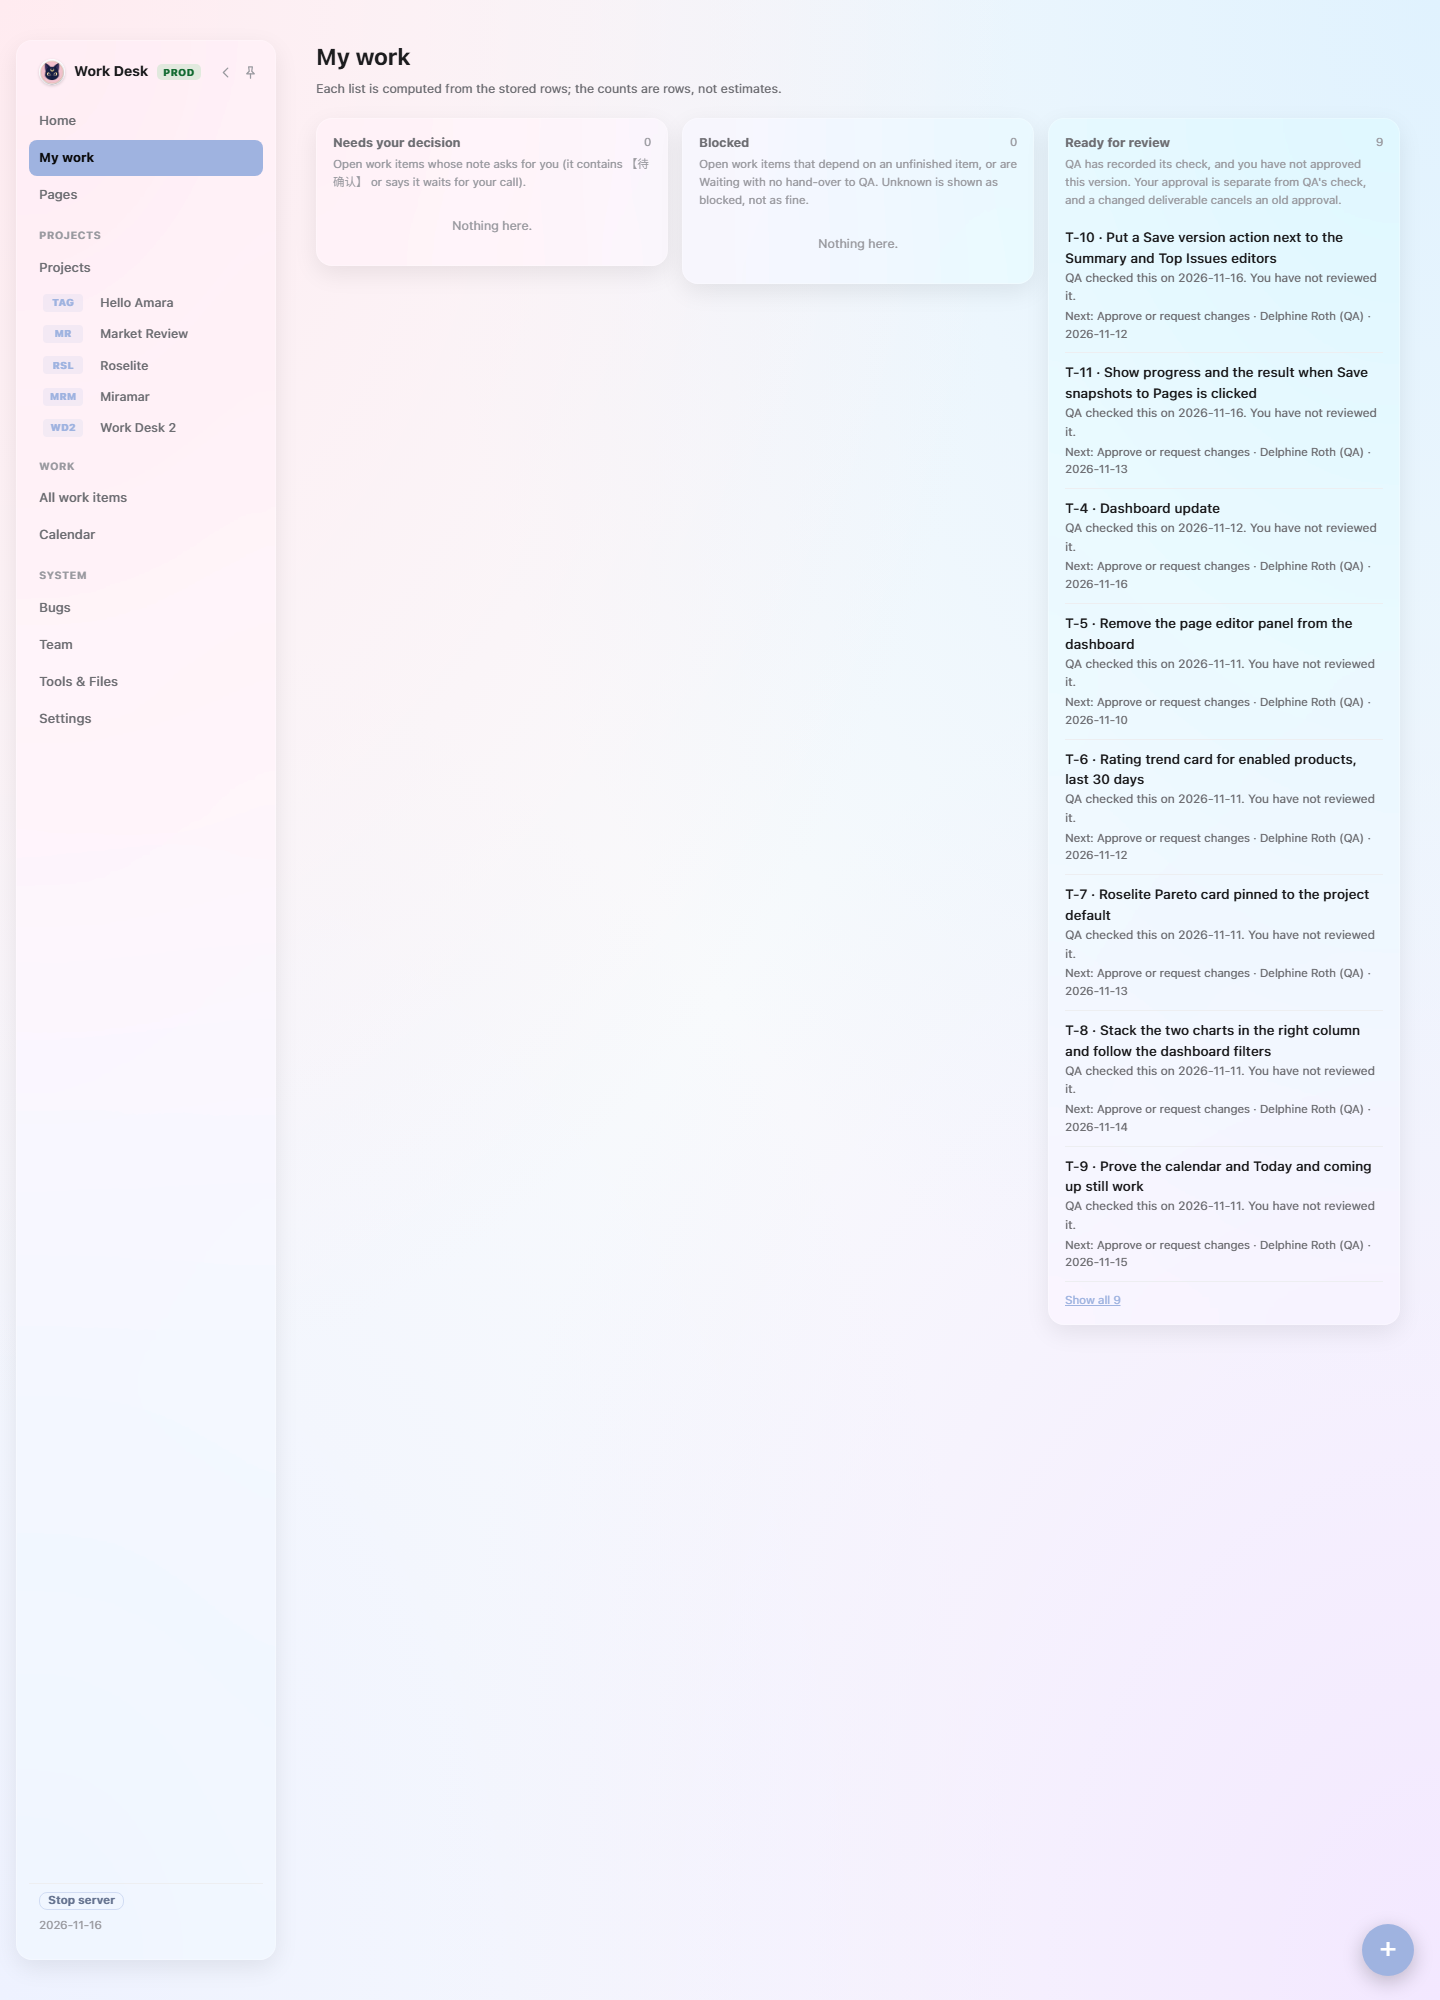 Work Desk PROD
Home
My work
Pages
PROJECTS
Projects
TAG Hello Amara
MR Market Review
RSL Roselite
MRM Miramar
WD2 Work Desk 2
WORK
All work items
Calendar
SYSTEM
Bugs
Team
Tools & Files
Settings
Stop server
2026-11-16
My work
Each list is computed from the stored rows; the counts are rows, not estimates.
Needs your decision 0
Open work items whose note asks for you (it contains 【待
确认】 or says it waits for your call).
Nothing here.
Blocked 0
Open work items that depend on an unfinished item, or are
Waiting with no hand-over to QA. Unknown is shown as
blocked, not as fine.
Nothing here.
Ready for review 9
QA has recorded its check, and you have not approved
this version. Your approval is separate from QA's check,
and a changed deliverable cancels an old approval.
T-10 · Put a Save version action next to the
Summary and Top Issues editors
QA checked this on 2026-11-16. You have not reviewed
it.
Next: Approve or request changes · Delphine Roth (QA) ·
2026-11-12
T-11 · Show progress and the result when Save
snapshots to Pages is clicked
QA checked this on 2026-11-16. You have not reviewed
it.
Next: Approve or request changes · Delphine Roth (QA) ·
2026-11-13
T-4 · Dashboard update
QA checked this on 2026-11-12. You have not reviewed
it.
Next: Approve or request changes · Delphine Roth (QA) ·
2026-11-16
T-5 · Remove the page editor panel from the
dashboard
QA checked this on 2026-11-11. You have not reviewed
it.
Next: Approve or request changes · Delphine Roth (QA) ·
2026-11-10
T-6 · Rating trend card for enabled products,
last 30 days
QA checked this on 2026-11-11. You have not reviewed
it.
Next: Approve or request changes · Delphine Roth (QA) ·
2026-11-12
T-7 · Roselite Pareto card pinned to the project
default
QA checked this on 2026-11-11. You have not reviewed
it.
Next: Approve or request changes · Delphine Roth (QA) ·
2026-11-13
T-8 · Stack the two charts in the right column
and follow the dashboard filters
QA checked this on 2026-11-11. You have not reviewed
it.
Next: Approve or request changes · Delphine Roth (QA) ·
2026-11-14
T-9 · Prove the calendar and Today and coming
up still work
QA checked this on 2026-11-11. You have not reviewed
it.
Next: Approve or request changes · Delphine Roth (QA) ·
2026-11-15
Show all 9
+